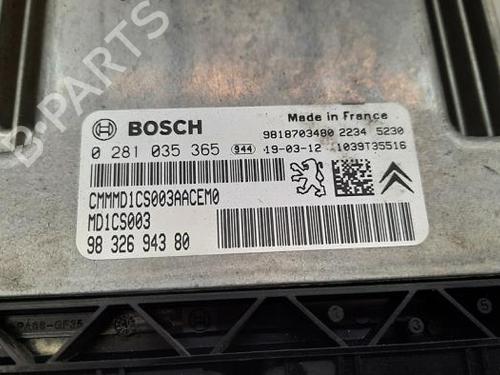 B-PARTS
BOSCH
Made in France
9818703480 2234 5230
0 281 035 365 944 19-03-12 1039T35516
CMMMD1CS003AACEM0
MD1CS003
98 326 943 80